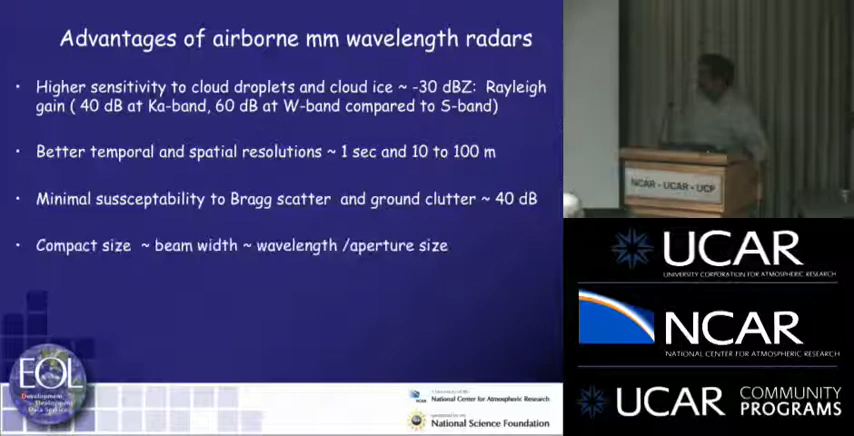 Advantages of airborne mm wavelength radars
• Higher sensitivity to cloud droplets and cloud ice ~ -30 dBZ: Rayleigh
gain ( 40 dB at Ka-band, 60 dB at W-band compared to S-band)
• Better temporal and spatial resolutions ~ 1 sec and 10 to 100 m
• Minimal sussceptability to Bragg scatter and ground clutter ~ 40 dB
• Compact size ~ beam width ~ wavelength /aperture size
EOL
National Center for Atmospheric Research
National Science Foundation
NCAR - UCAR - UCP
UCAR
UNIVERSITY CORPORATION FOR ATMOSPHERIC RESEARCH
NCAR
NATIONAL CENTER FOR ATMOSPHERIC RESEARCH
UCAR COMMUNITY
PROGRAMS